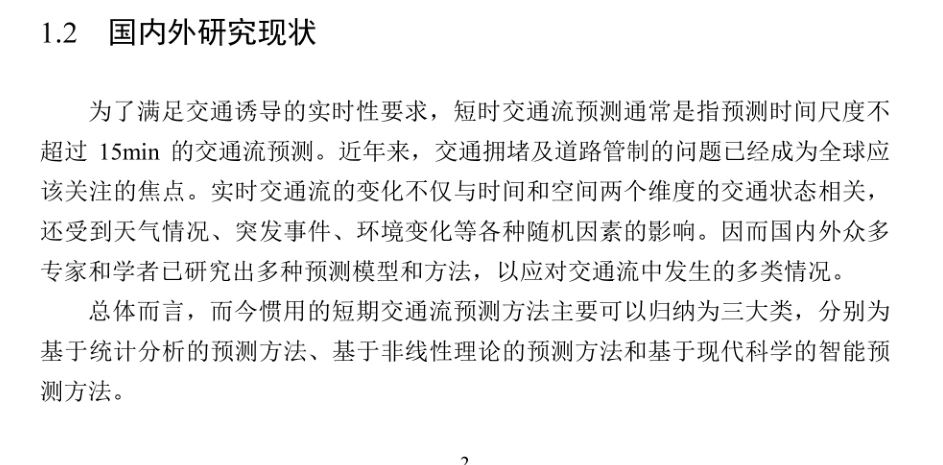 1.2 国内外研究现状
为了满足交通诱导的实时性要求，短时交通流预测通常是指预测时间尺度不
超过 15min 的交通流预测。近年来，交通拥堵及道路管制的问题已经成为全球应
该关注的焦点。实时交通流的变化不仅与时间和空间两个维度的交通状态相关，
还受到天气情况、突发事件、环境变化等各种随机因素的影响。因而国内外众多
专家和学者已研究出多种预测模型和方法，以应对交通流中发生的多类情况。
总体而言，而今惯用的短期交通流预测方法主要可以归纳为三大类，分别为
基于统计分析的预测方法、基于非线性理论的预测方法和基于现代科学的智能预
测方法。
2